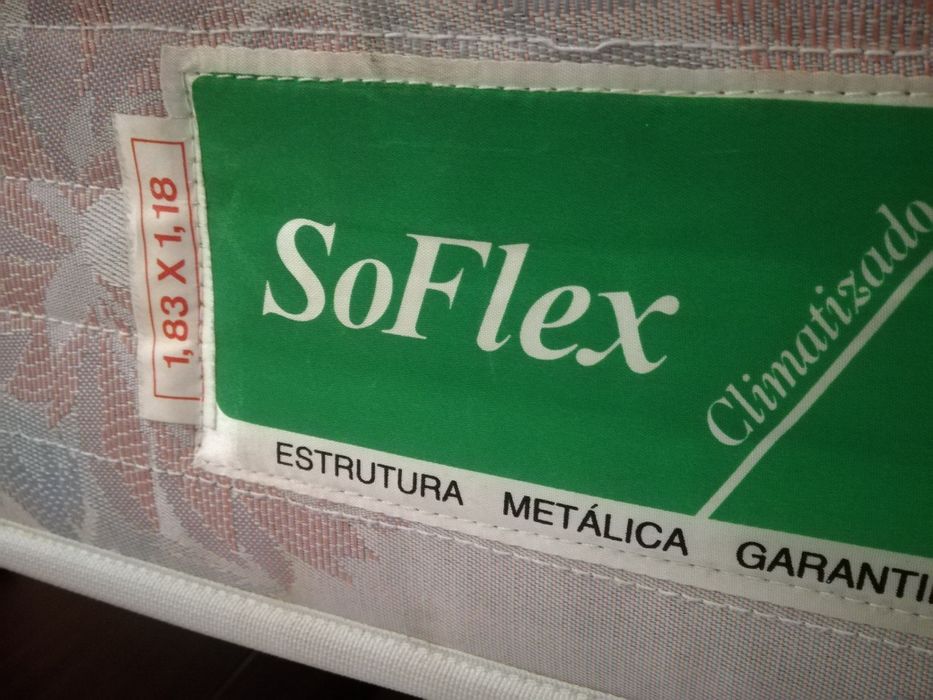 1,83 X 1,18
SoFlex
Climatizado
ESTRUTURA METÁLICA